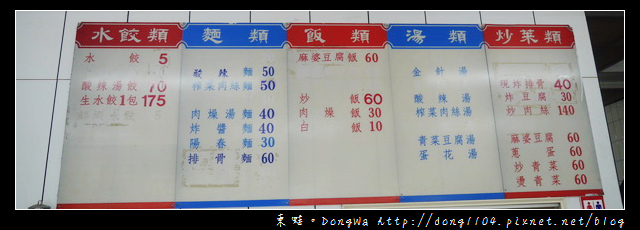 水餃類
水餃 5
酸辣湯餃 70
生水餃1包 175
麵類
酸辣麵 50
榨菜肉絲麵 50
肉燥湯麵 40
炸醬麵 40
陽春麵 30
排骨麵 60
飯類
麻婆豆腐飯 60
炒飯 60
肉燥飯 30
白飯 10
湯類
金針湯
酸辣湯
榨菜肉絲湯
青菜豆腐湯
蛋花湯
炒菜類
現炸排骨 40
炸豆腐 30
炒肉絲 140
麻婆豆腐 60
蔥蛋 60
炒青菜 60
燙青菜 60
東蛙。DongWa http://dong1104.pixnet.net/blog